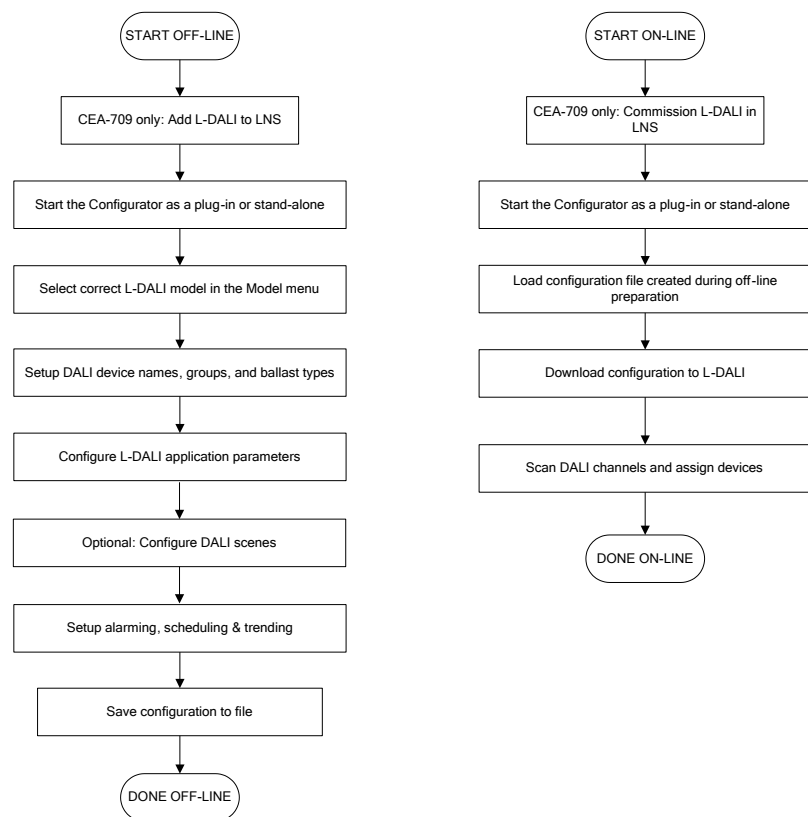 START OFF-LINE
CEA-709 only: Add L-DALI to LNS
Start the Configurator as a plug-in or stand-alone
Select correct L-DALI model in the Model menu
Setup DALI device names, groups, and ballast types
Configure L-DALI application parameters
Optional: Configure DALI scenes
Setup alarming, scheduling & trending
Save configuration to file
DONE OFF-LINE
START ON-LINE
CEA-709 only: Commission L-DALI in
LNS
Start the Configurator as a plug-in or stand-alone
Load configuration file created during off-line
preparation
Download configuration to L-DALI
Scan DALI channels and assign devices
DONE ON-LINE